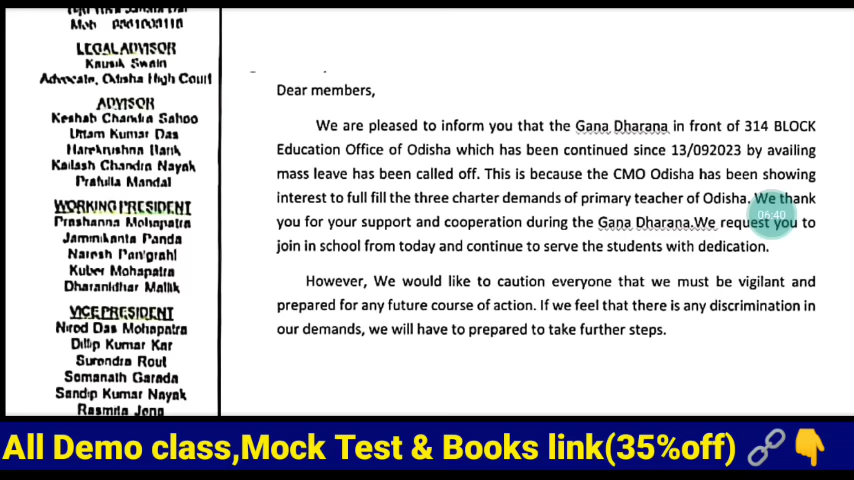 LEGAL ADVISOR
Kausik Swain
Advocate, Odisha High Court
ADVISOR
Keshab Chandra Sahoo
Uttam Kumar Das
Harekrushna Barik
Kailash Chandra Nayak
Prafulla Mandal
WORKING PRESIDENT
Prashanna Mohapatra
Jaminikanta Panda
Naresh Panigrahi
Kuber Mohapatra
Dharanidhar Mallik
VICE PRESIDENT
Nirod Das Mohapatra
Dillip Kumar Kar
Surendra Rout
Somanath Garada
Sandip Kumar Nayak
Rasmita Jena
Dear members,
We are pleased to inform you that the Gana Dharana in front of 314 BLOCK
Education Office of Odisha which has been continued since 13/092023 by availing
mass leave has been called off. This is because the CMO Odisha has been showing
interest to full fill the three charter demands of primary teacher of Odisha. We thank
you for your support and cooperation during the Gana Dharana.We request you to
join in school from today and continue to serve the students with dedication.
However, We would like to caution everyone that we must be vigilant and
prepared for any future course of action. If we feel that there is any discrimination in
our demands, we will have to prepared to take further steps.
06:40
All Demo class,Mock Test & Books link(35%off)